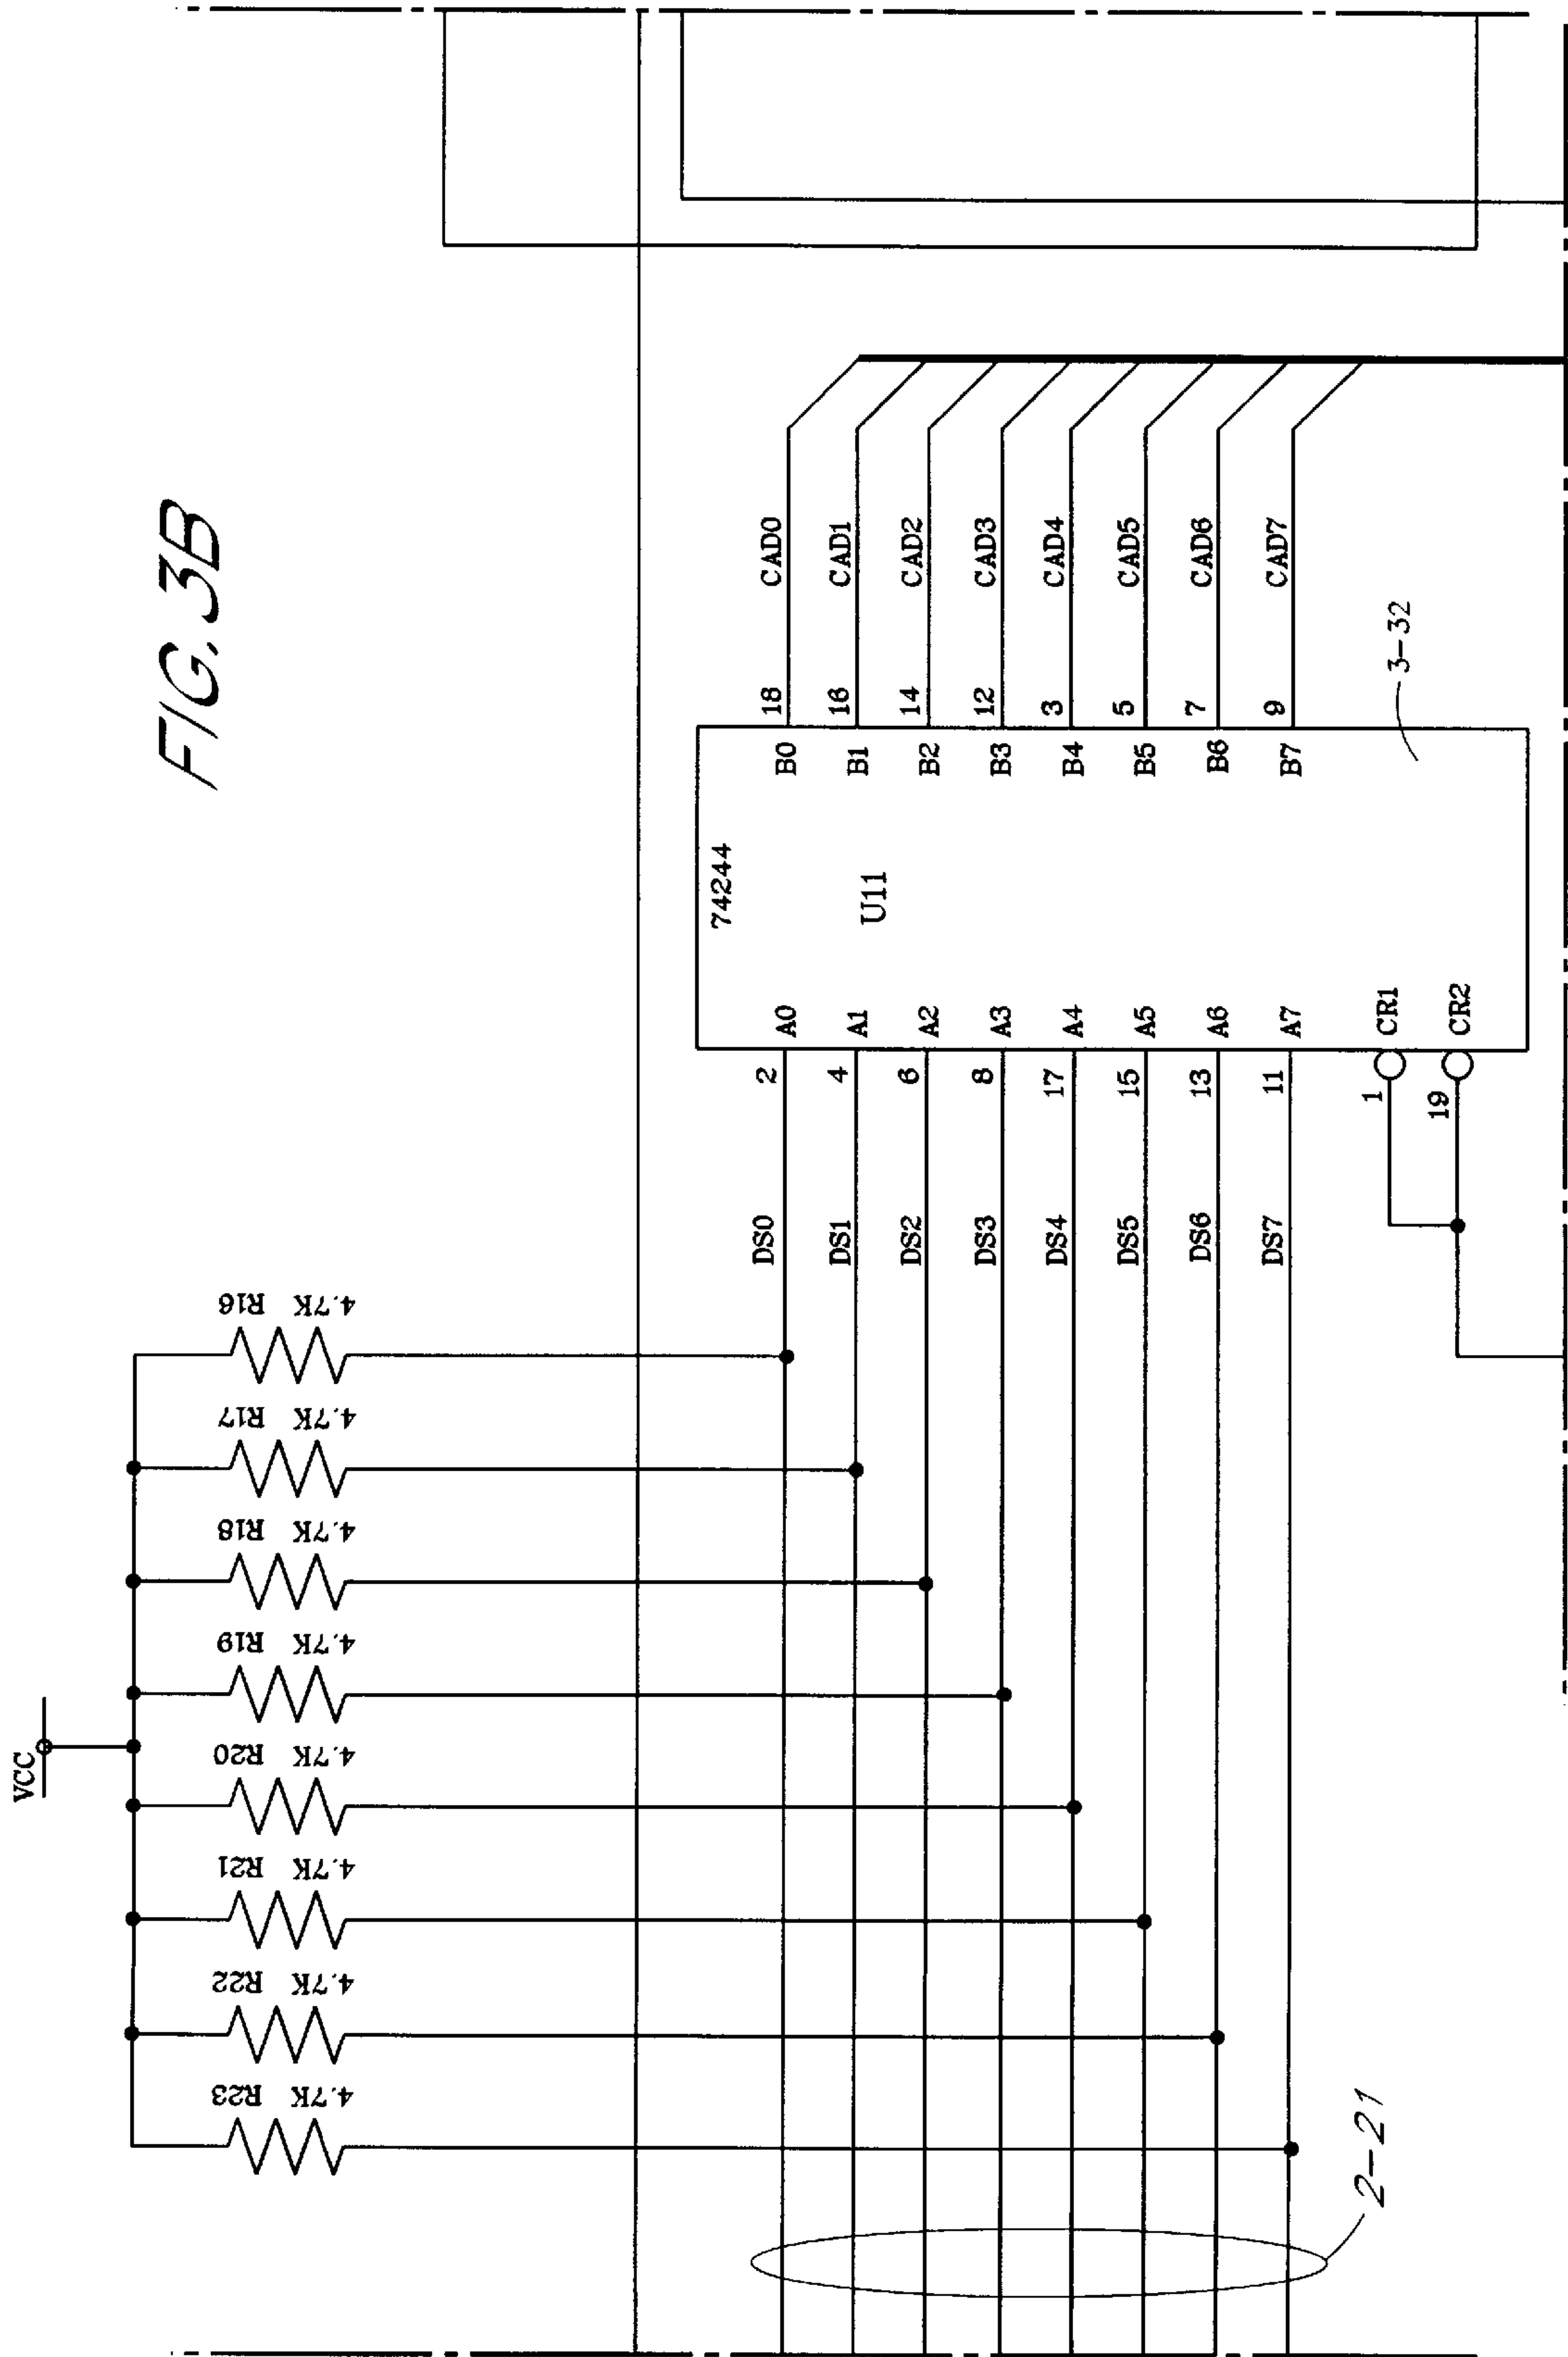 FIG. 3B
VCC
R23 4.7K
R22 4.7K
R21 4.7K
R20 4.7K
R19 4.7K
R18 4.7K
R17 4.7K
R16 4.7K
74244
U11
DS0 2 A0 B0 18 CAD0
DS1 4 A1 B1 16 CAD1
DS2 6 A2 B2 14 CAD2
DS3 8 A3 B3 12 CAD3
DS4 17 A4 B4 3 CAD4
DS5 15 A5 B5 5 CAD5
DS6 13 A6 B6 7 CAD6
DS7 11 A7 B7 9 CAD7
1 CR1
19 CR2
3-32
2-21